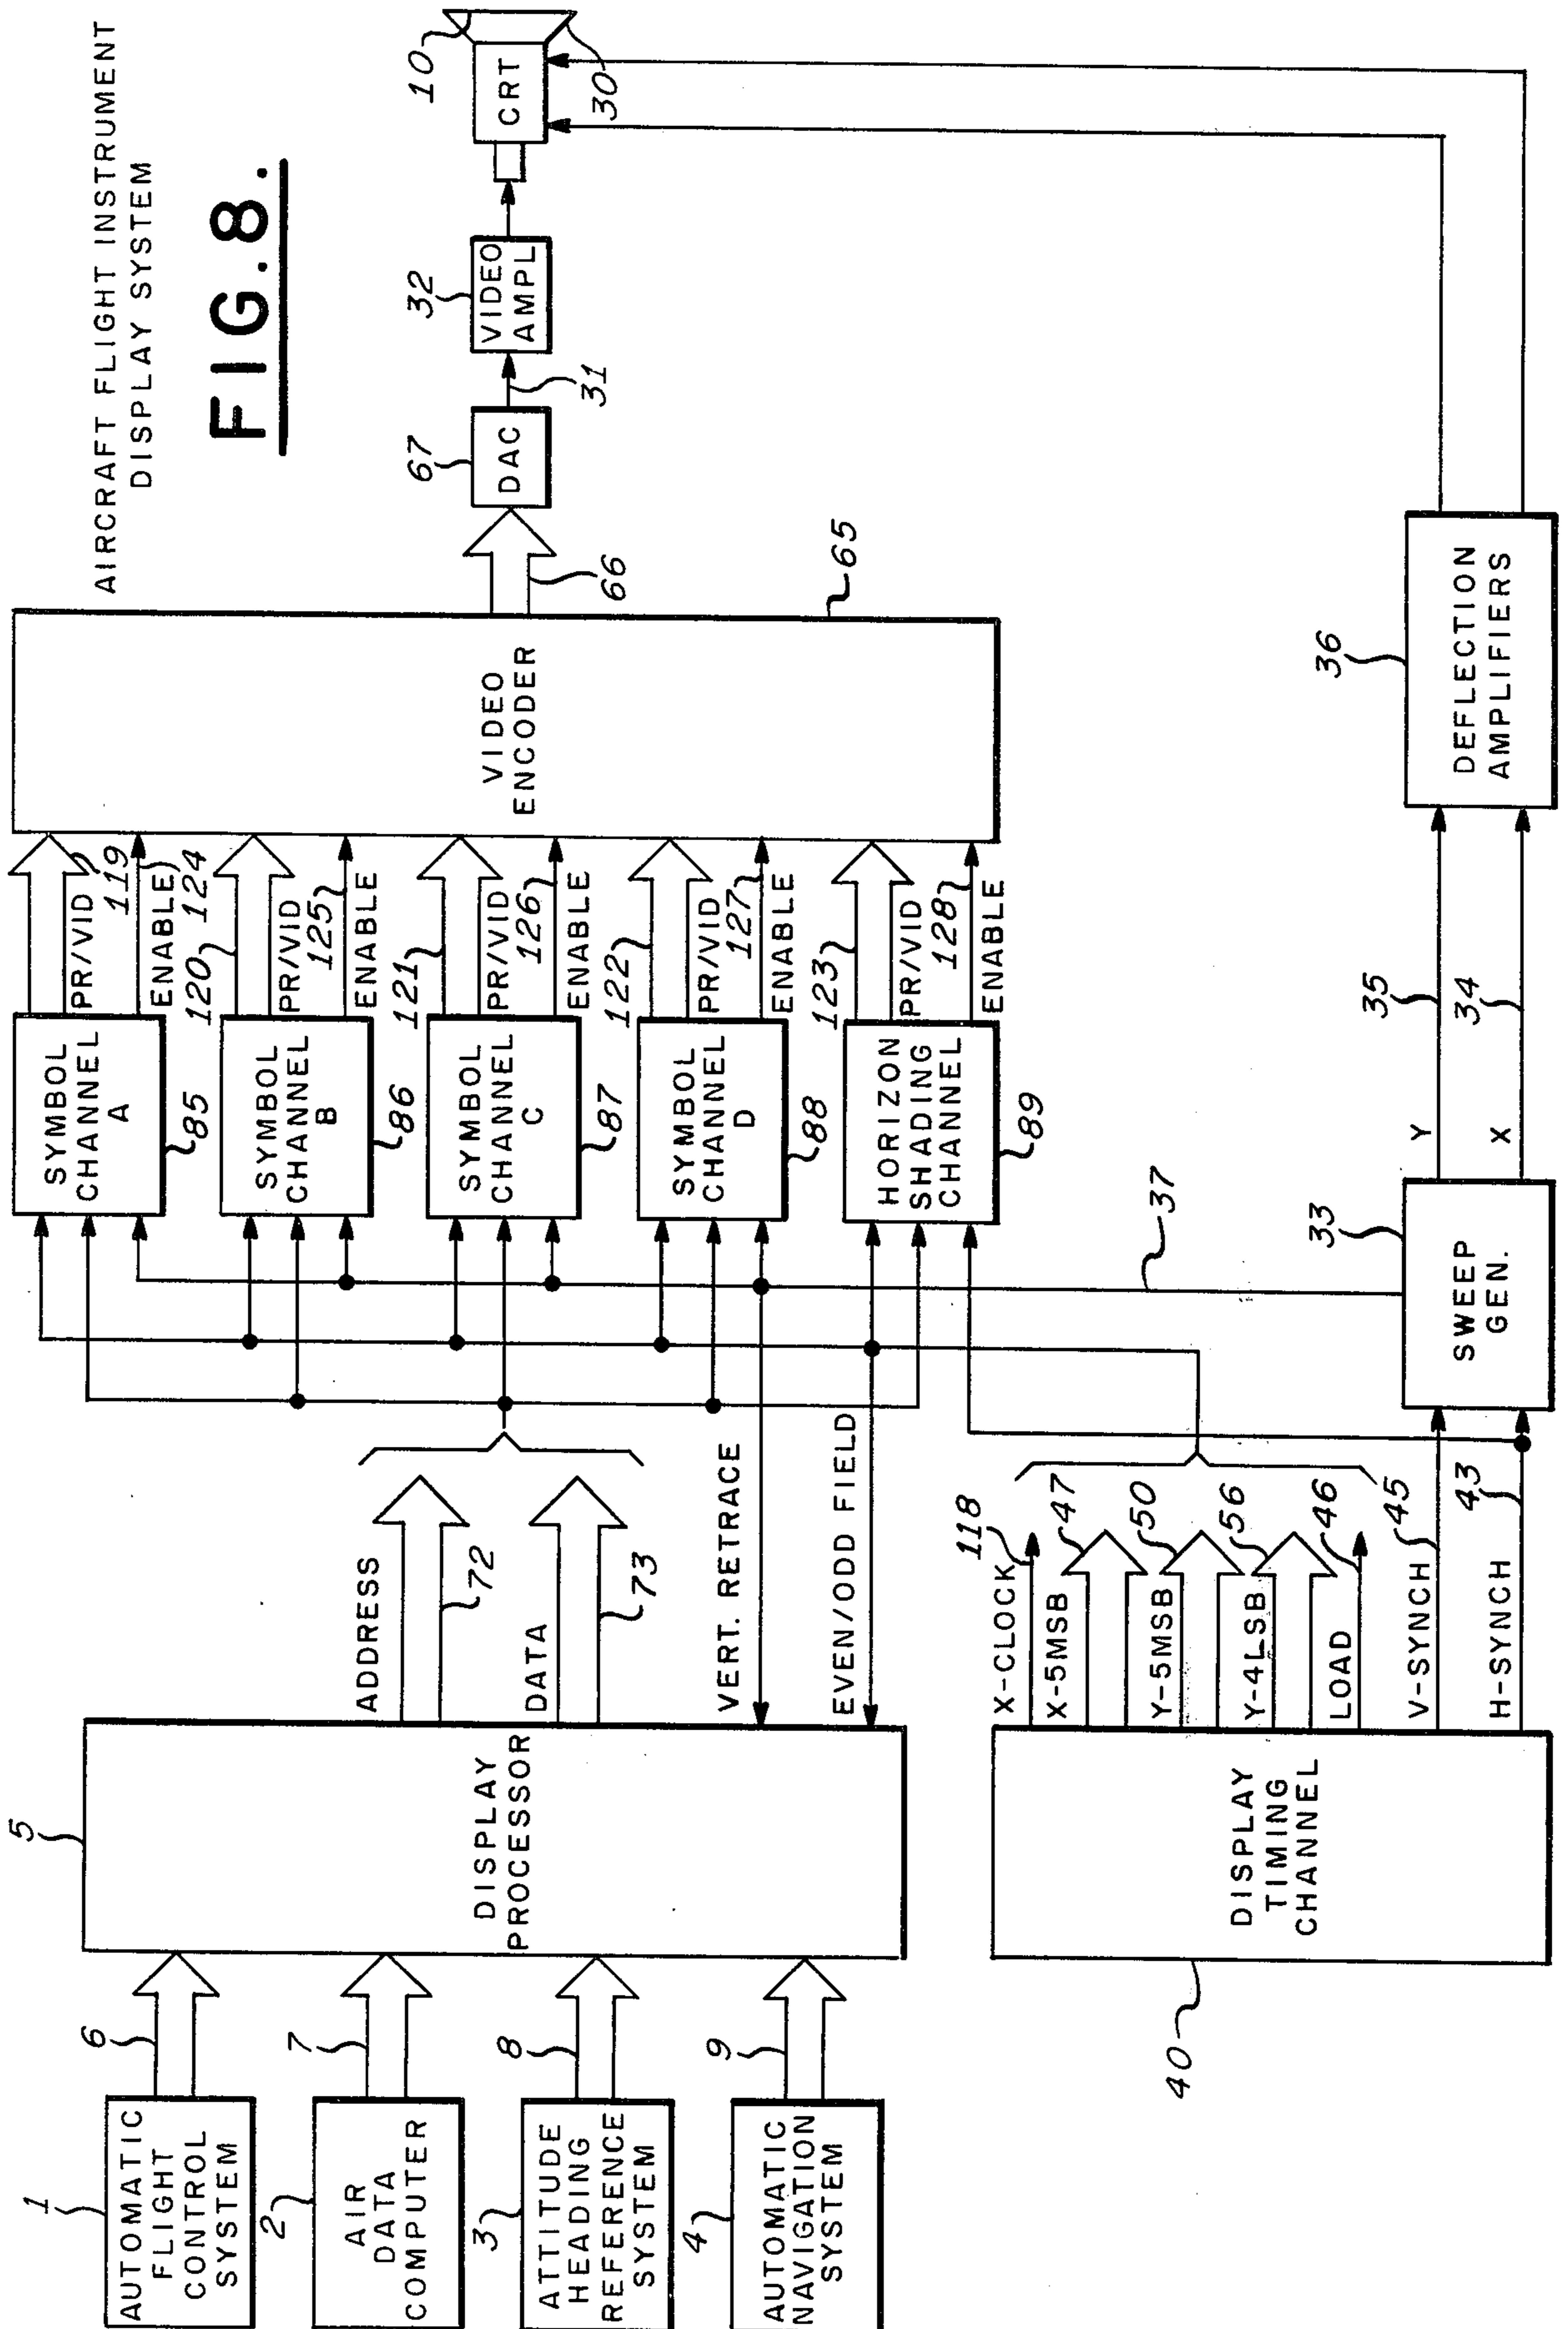 AIRCRAFT FLIGHT INSTRUMENT
DISPLAY SYSTEM
FIG.8.
1
AUTOMATIC
FLIGHT
CONTROL
SYSTEM
6
2
AIR
DATA
COMPUTER
7
3
ATTITUDE
HEADING
REFERENCE
SYSTEM
8
4
AUTOMATIC
NAVIGATION
SYSTEM
9
5
DISPLAY
PROCESSOR
ADDRESS
72
DATA
73
VERT. RETRACE
EVEN/ODD FIELD
SYMBOL
CHANNEL
A
85
PR/VID
119
ENABLE
124
SYMBOL
CHANNEL
B
86
120
PR/VID
125
ENABLE
SYMBOL
CHANNEL
C
87
121
PR/VID
126
ENABLE
SYMBOL
CHANNEL
D
88
122
PR/VID
127
ENABLE
HORIZON
SHADING
CHANNEL
89
123
PR/VID
128
ENABLE
VIDEO
ENCODER
65
66
67
DAC
31
32
VIDEO
AMPL
CRT
10
30
40
DISPLAY
TIMING
CHANNEL
X-CLOCK
118
X-5MSB
47
Y-5MSB
50
Y-4LSB
56
LOAD
46
V-SYNCH
45
H-SYNCH
43
33
SWEEP
GEN.
37
Y
35
X
34
36
DEFLECTION
AMPLIFIERS